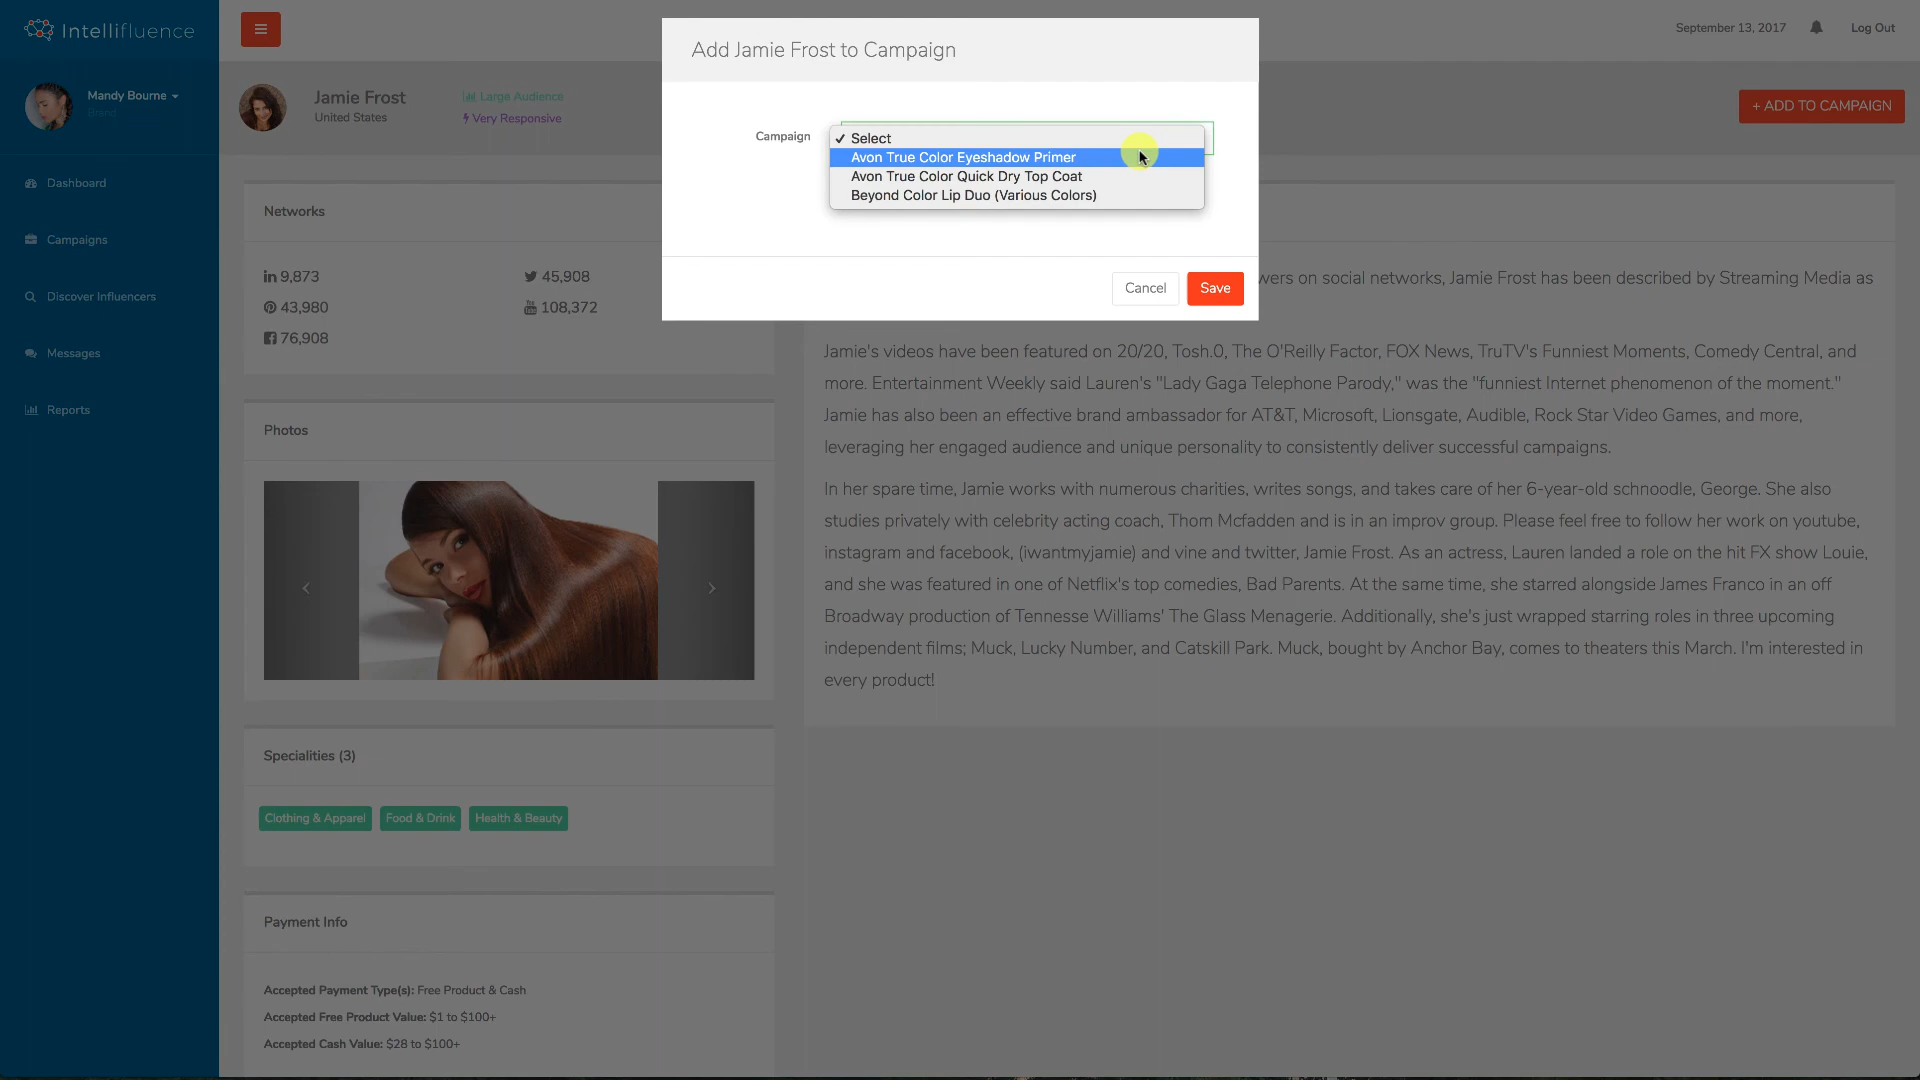 Intellifluence
Mandy Bourne
Brand
Dashboard
Campaigns
Discover Influencers
Messages
Reports
September 13, 2017
Log Out
Jamie Frost
United States
Large Audience
Very Responsive
+ ADD TO CAMPAIGN
Add Jamie Frost to Campaign
Campaign
✓ Select
Avon True Color Eyeshadow Primer
Avon True Color Quick Dry Top Coat
Beyond Color Lip Duo (Various Colors)
Cancel
Save
Networks
9,873
45,908
43,980
108,372
76,908
Photos
Specialities (3)
Clothing & Apparel
Food & Drink
Health & Beauty
Payment Info
Accepted Payment Type(s): Free Product & Cash
Accepted Free Product Value: $1 to $100+
Accepted Cash Value: $28 to $100+
on social networks, Jamie Frost has been described by Streaming Media as
Jamie's videos have been featured on 20/20, Tosh.0, The O'Reilly Factor, FOX News, TruTV's Funniest Moments, Comedy Central, and
more. Entertainment Weekly said Lauren's "Lady Gaga Telephone Parody," was the "funniest Internet phenomenon of the moment."
Jamie has also been an effective brand ambassador for AT&T, Microsoft, Lionsgate, Audible, Rock Star Video Games, and more,
leveraging her engaged audience and unique personality to consistently deliver successful campaigns.
In her spare time, Jamie works with numerous charities, writes songs, and takes care of her 6-year-old schnoodle, George. She also
studies privately with celebrity acting coach, Thom Mcfadden and is in an improv group. Please feel free to follow her work on youtube,
instagram and facebook, (iwantmyjamie) and vine and twitter, Jamie Frost. As an actress, Lauren landed a role on the hit FX show Louie,
and she was featured in one of Netflix's top comedies, Bad Parents. At the same time, she starred alongside James Franco in an off
Broadway production of Tennesse Williams' The Glass Menagerie. Additionally, she's just wrapped starring roles in three upcoming
independent films; Muck, Lucky Number, and Catskill Park. Muck, bought by Anchor Bay, comes to theaters this March. I'm interested in
every product!